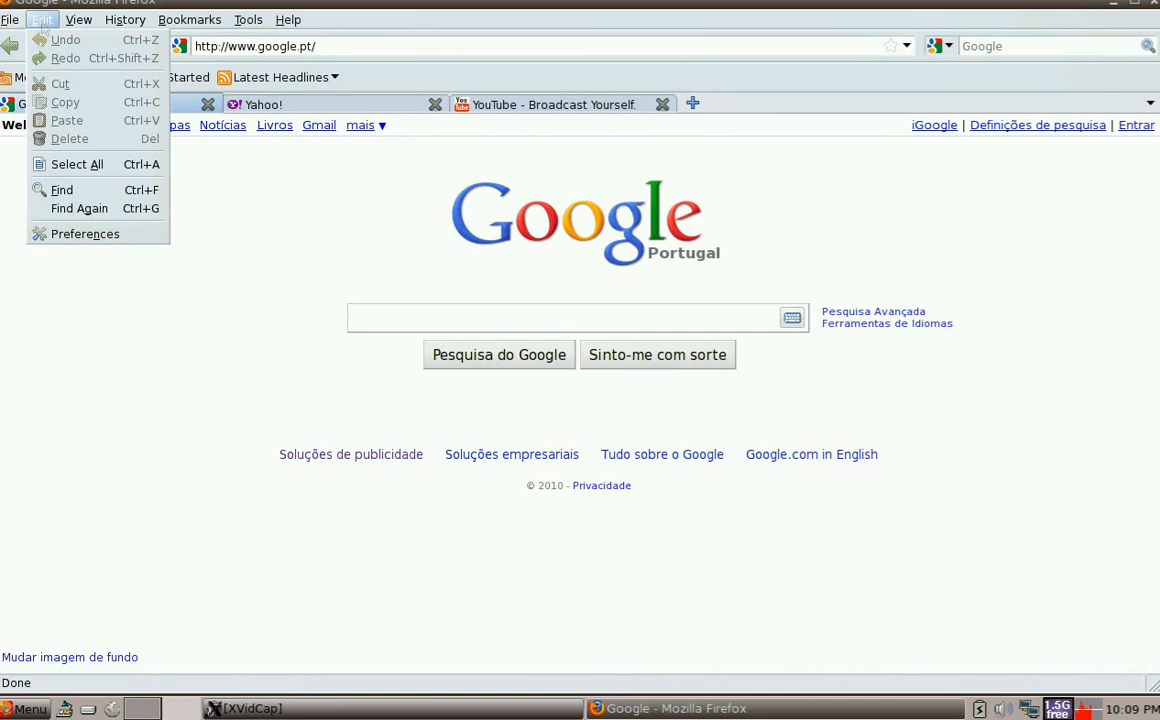 Google - Mozilla Firefox
File Edit View History Bookmarks Tools Help
Undo Ctrl+Z
Redo Ctrl+Shift+Z
Cut Ctrl+X
Copy Ctrl+C
Paste Ctrl+V
Delete Del
Select All Ctrl+A
Find Ctrl+F
Find Again Ctrl+G
Preferences
http://www.google.pt/
Google
Started Latest Headlines
Yahoo! YouTube - Broadcast Yourself.
Notícias Livros Gmail mais ▼
iGoogle | Definições de pesquisa | Entrar
Google
Portugal
Pesquisa Avançada
Ferramentas de Idiomas
Pesquisa do Google Sinto-me com sorte
Soluções de publicidade Soluções empresariais Tudo sobre o Google Google.com in English
© 2010 - Privacidade
Mudar imagem de fundo
Done
Menu [XVidCap] Google - Mozilla Firefox 1.5G free 10:09 PM